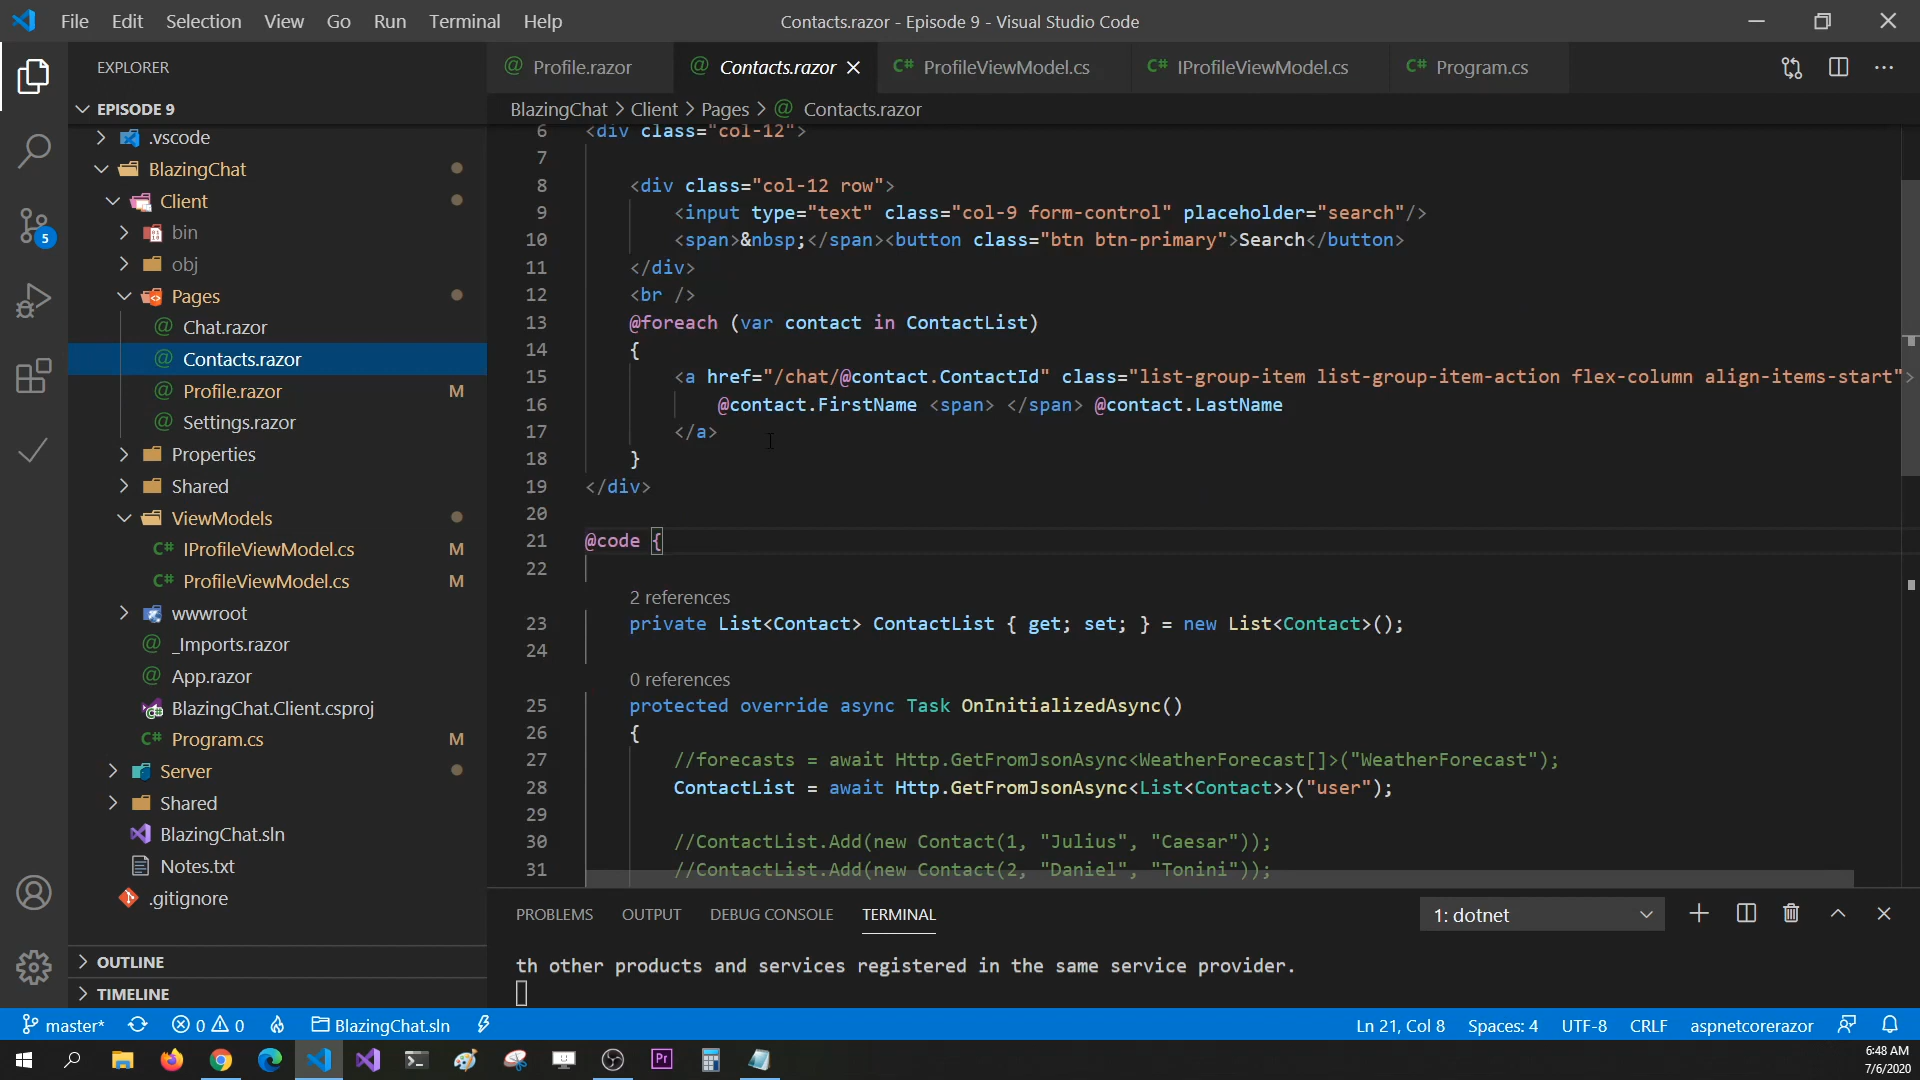 File Edit Selection View Go Run Terminal Help
Contacts.razor - Episode 9 - Visual Studio Code
EXPLORER
EPISODE 9
.vscode
BlazingChat
Client
bin
obj
Pages
Chat.razor
Contacts.razor
Profile.razor M
Settings.razor
Properties
Shared
ViewModels
IProfileViewModel.cs M
ProfileViewModel.cs M
wwwroot
_Imports.razor
App.razor
BlazingChat.Client.csproj
Program.cs M
Server
Shared
BlazingChat.sln
Notes.txt
.gitignore
OUTLINE
TIMELINE
5
Profile.razor Contacts.razor ProfileViewModel.cs IProfileViewModel.cs Program.cs
BlazingChat > Client > Pages > Contacts.razor
6 <div class="col-12">
7
8 <div class="col-12 row">
9 <input type="text" class="col-9 form-control" placeholder="search"/>
10 <span>&nbsp;</span><button class="btn btn-primary">Search</button>
11 </div>
12 <br />
13 @foreach (var contact in ContactList)
14 {
15 <a href="/chat/@contact.ContactId" class="list-group-item list-group-item-action flex-column align-items-start">
16 @contact.FirstName <span> </span> @contact.LastName
17 </a>
18 }
19 </div>
20
21 @code {
22
2 references
23 private List<Contact> ContactList { get; set; } = new List<Contact>();
24
0 references
25 protected override async Task OnInitializedAsync()
26 {
27 //forecasts = await Http.GetFromJsonAsync<WeatherForecast[]>("WeatherForecast");
28 ContactList = await Http.GetFromJsonAsync<List<Contact>>("user");
29
30 //ContactList.Add(new Contact(1, "Julius", "Caesar"));
31 //ContactList.Add(new Contact(2, "Daniel", "Tonini"));
PROBLEMS OUTPUT DEBUG CONSOLE TERMINAL 1: dotnet
th other products and services registered in the same service provider.
master* 0 0 BlazingChat.sln Ln 21, Col 8 Spaces: 4 UTF-8 CRLF aspnetcorerazor
Pr
6:48 AM
7/6/2020